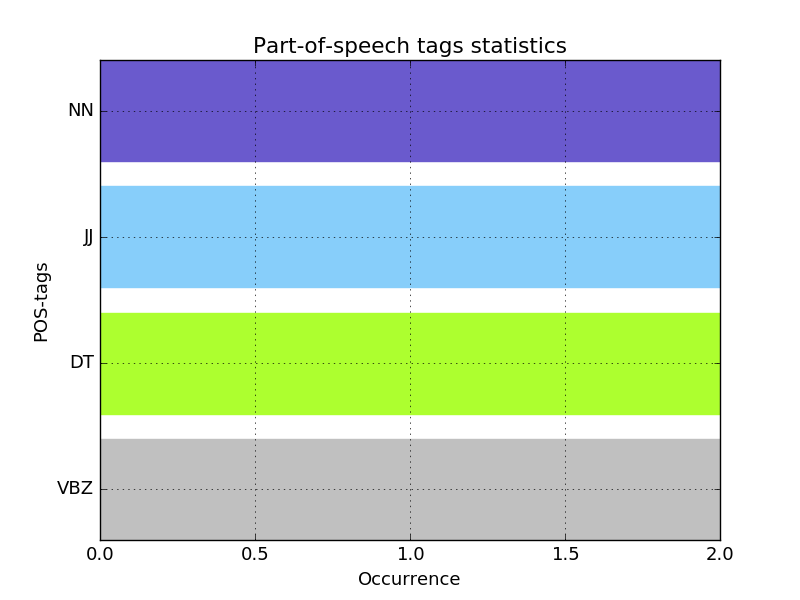 Part-of-speech tags statistics
NN
JJ
DT
VBZ
POS-tags
0.0 0.5 1.0 1.5 2.0
Occurrence